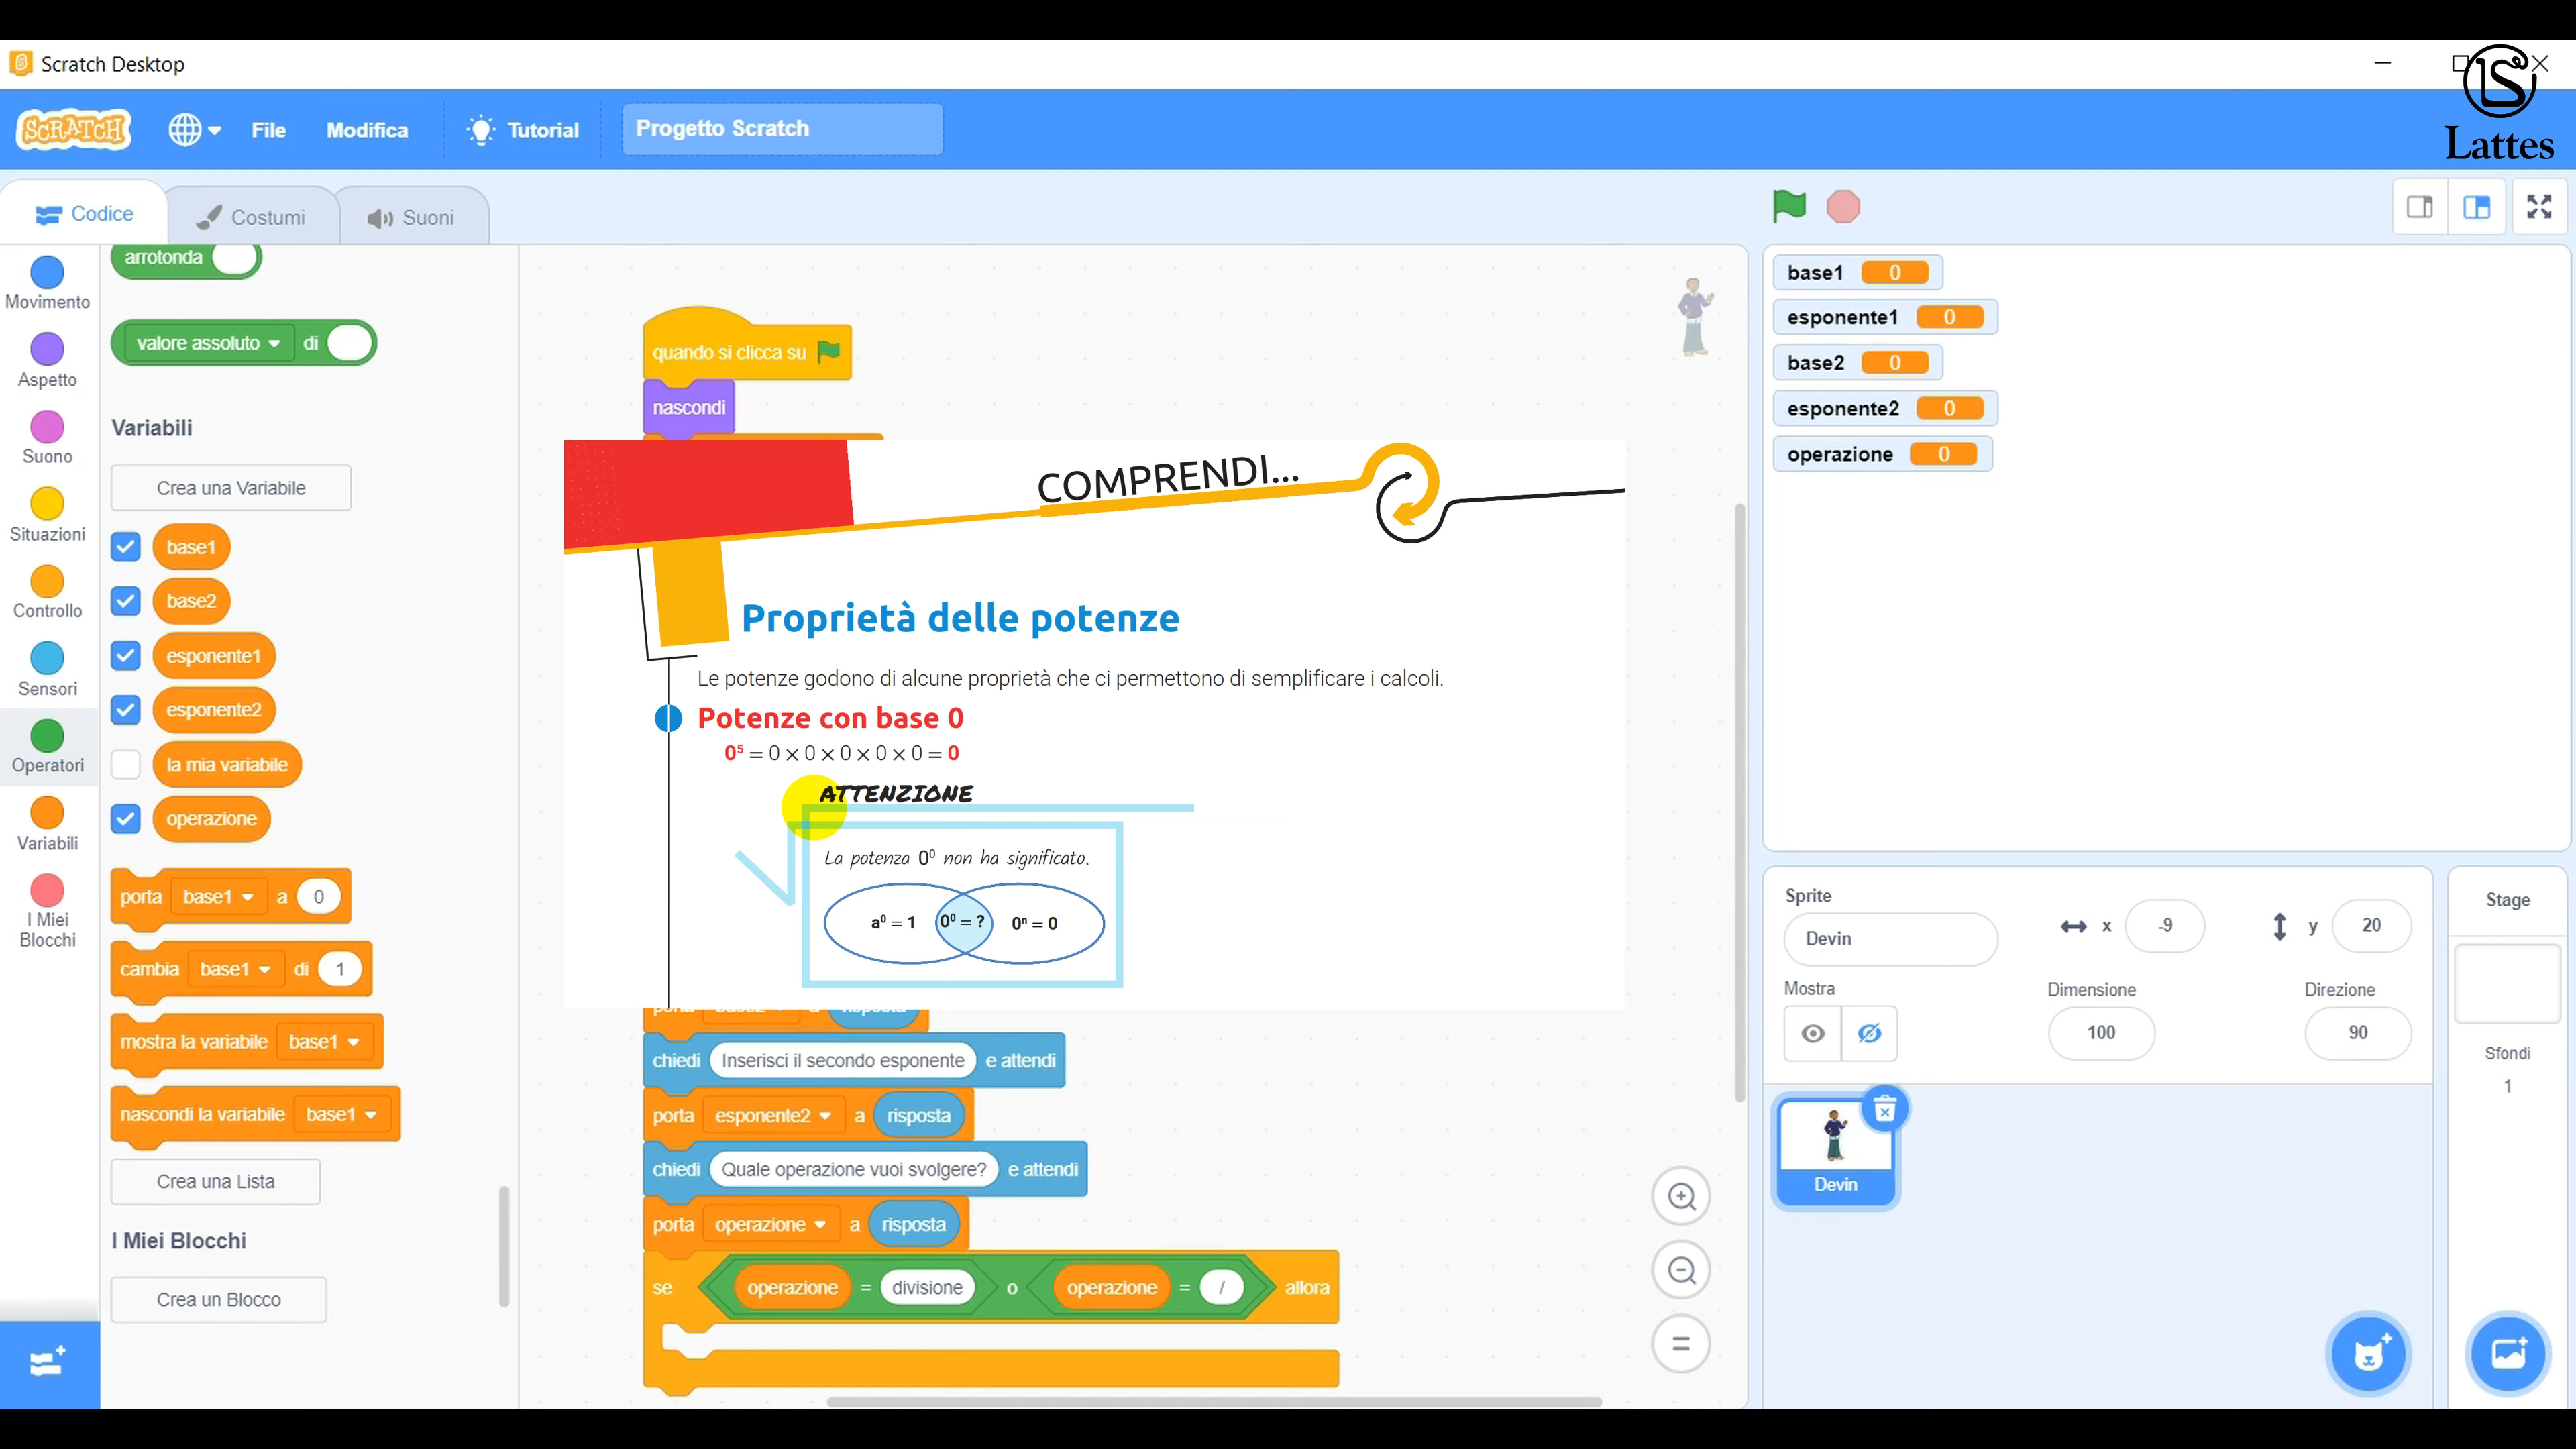 Scratch Desktop
LS
Lattes
SCRATCH
File
Modifica
Tutorial
Progetto Scratch
Codice
Costumi
Suoni
Movimento
Aspetto
Suono
Situazioni
Controllo
Sensori
Operatori
Variabili
I Miei
Blocchi
arrotonda
valore assoluto di
Variabili
Crea una Variabile
base1
base2
esponente1
esponente2
la mia variabile
operazione
porta base1 a 0
cambia base1 di 1
mostra la variabile base1
nascondi la variabile base1
Crea una Lista
I Miei Blocchi
Crea un Blocco
quando si clicca su
nascondi
COMPRENDI...
Proprietà delle potenze
Le potenze godono di alcune proprietà che ci permettono di semplificare i calcoli.
Potenze con base 0
0⁵ = 0 × 0 × 0 × 0 × 0 = 0
ATTENZIONE
La potenza 0⁰ non ha significato.
a⁰ = 1 0⁰ = ? 0ⁿ = 0
porta base2 a risposta
chiedi Inserisci il secondo esponente e attendi
porta esponente2 a risposta
chiedi Quale operazione vuoi svolgere? e attendi
porta operazione a risposta
se operazione = divisione o operazione = / allora
base1 0
esponente1 0
base2 0
esponente2 0
operazione 0
Sprite
Devin
x -9
y 20
Mostra
Dimensione
100
Direzione
90
Devin
Stage
Sfondi
1